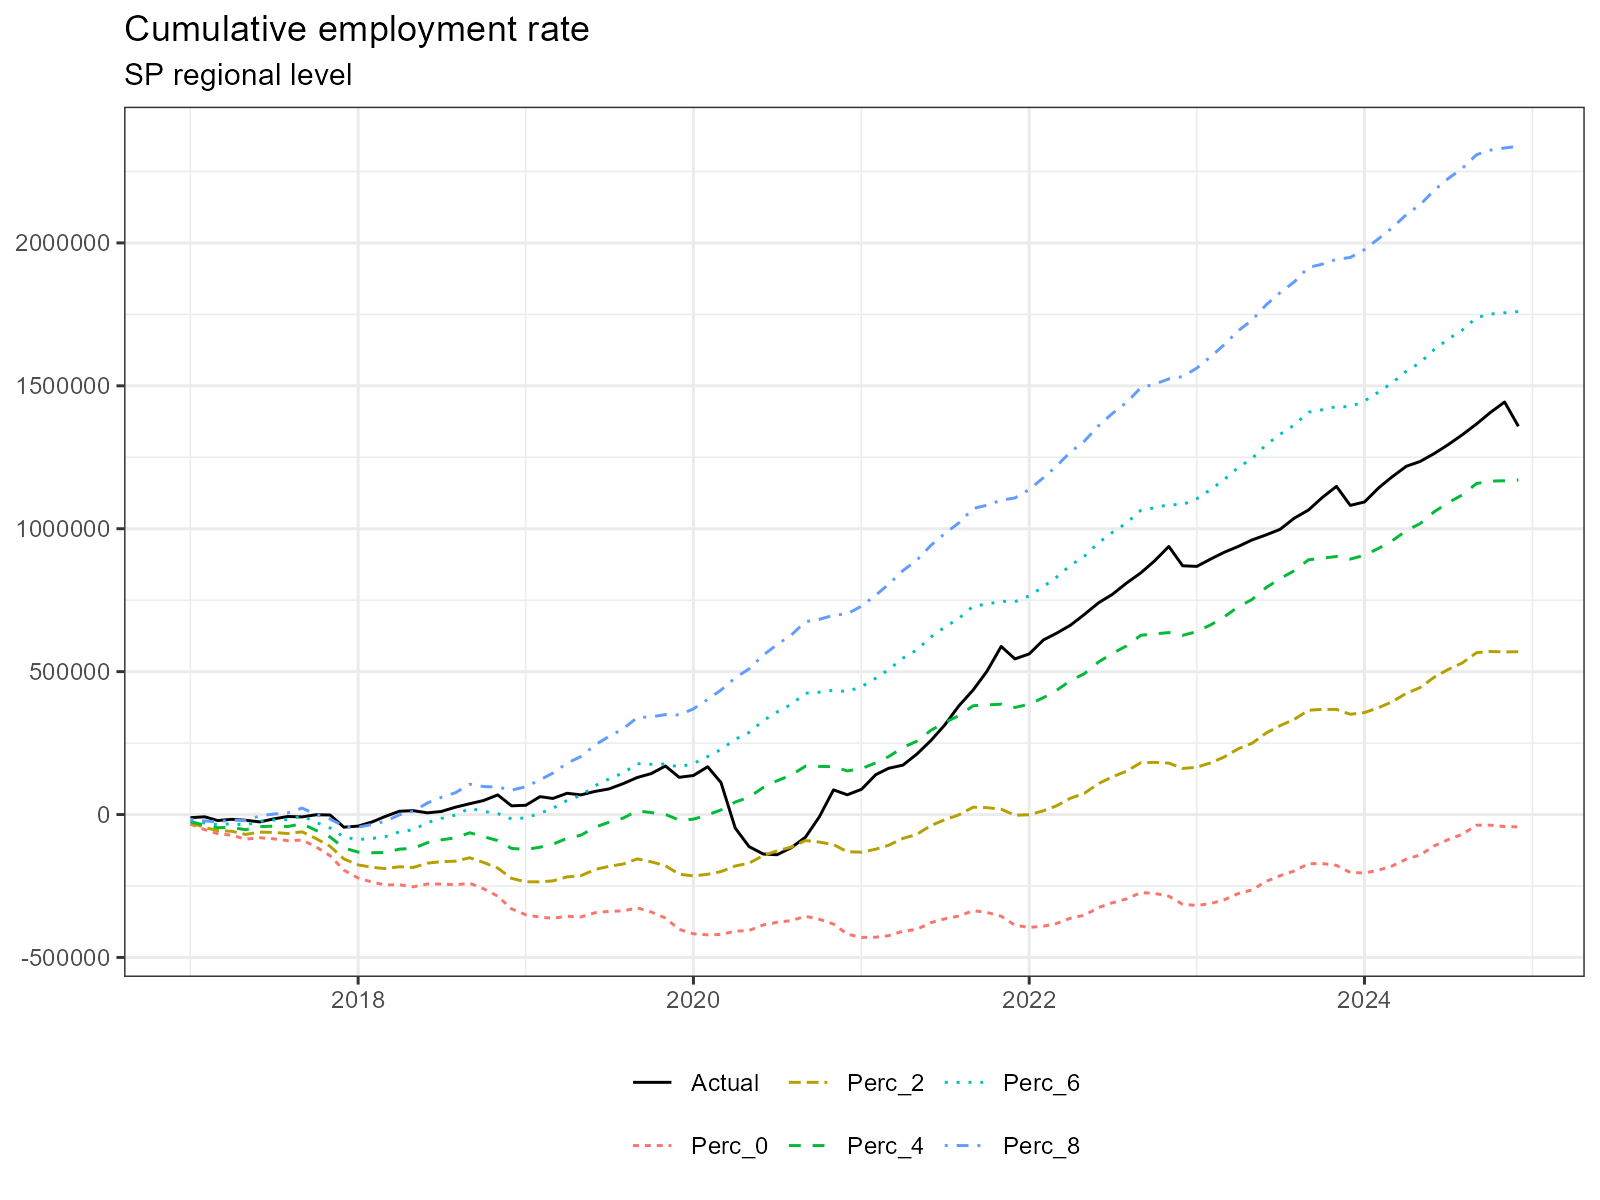 Cumulative employment rate
SP regional level
2000000
1500000
1000000
500000
0
-500000
2018 2020 2022 2024
Actual Perc_2 Perc_6
Perc_0 Perc_4 Perc_8